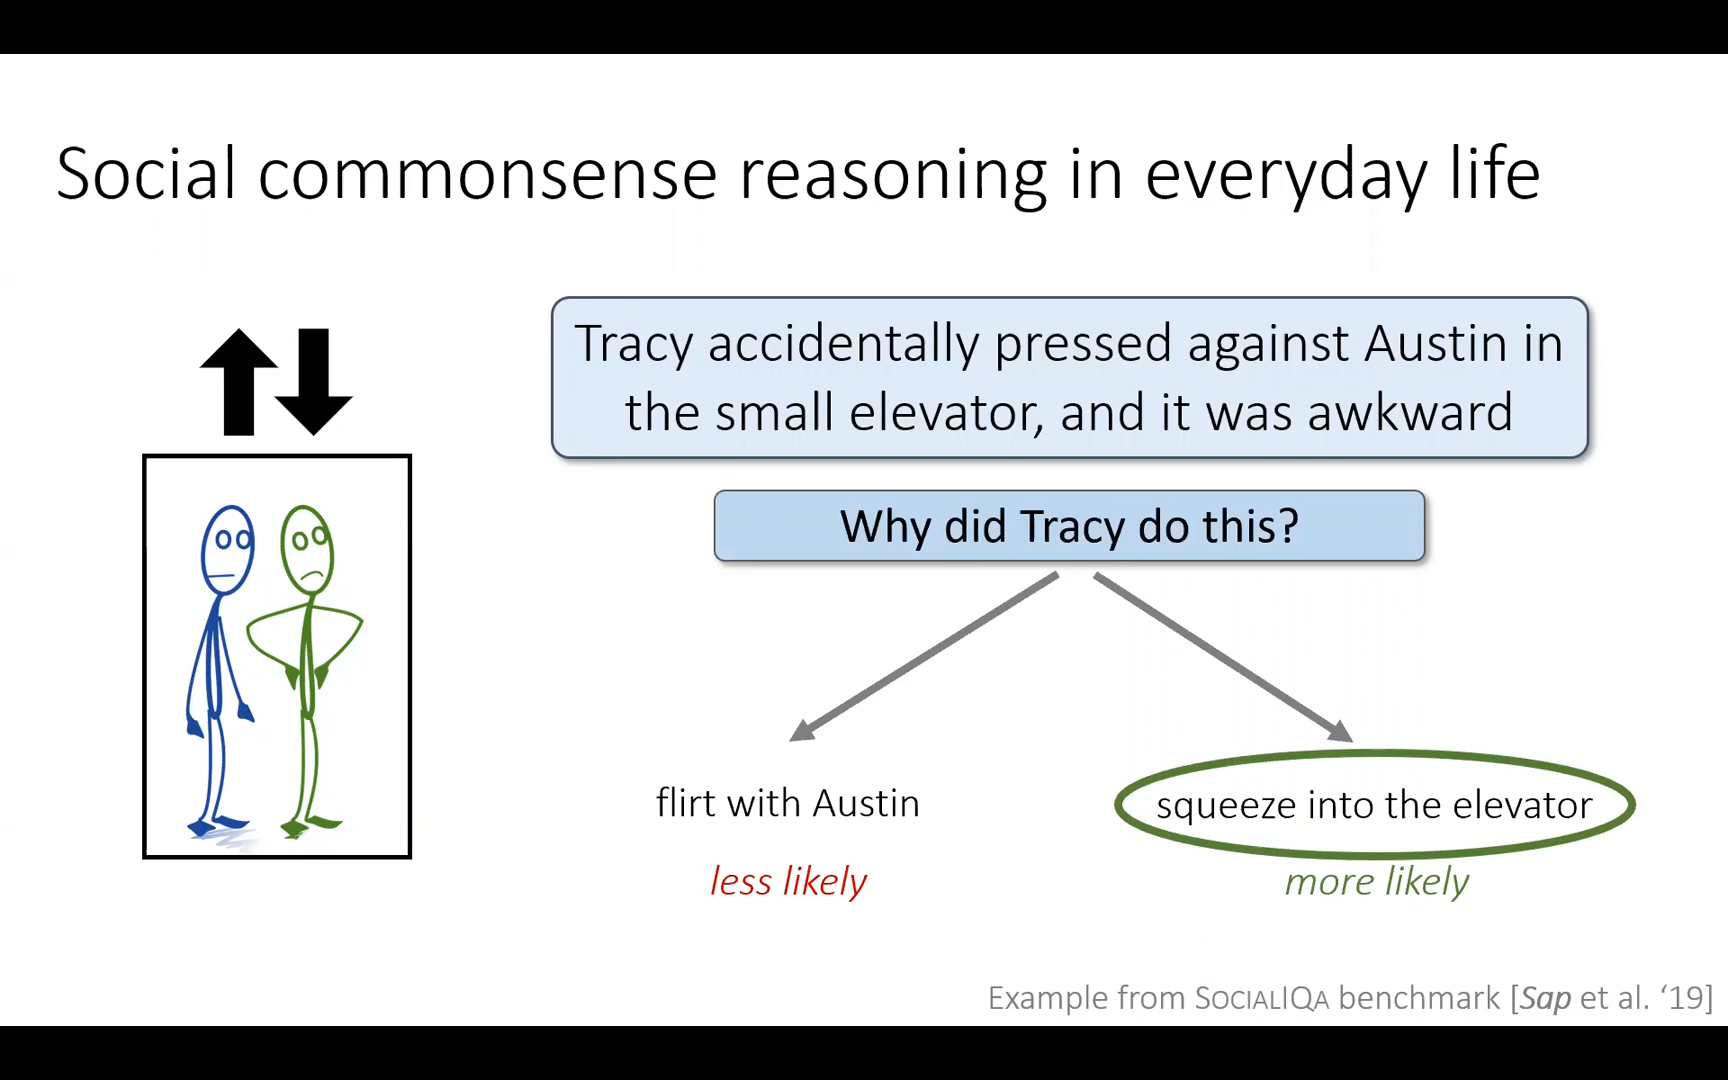 Social commonsense reasoning in everyday life
Tracy accidentally pressed against Austin in
the small elevator, and it was awkward
Why did Tracy do this?
flirt with Austin
less likely
squeeze into the elevator
more likely
Example from SOCIALIQA benchmark [Sap et al. ‘19]